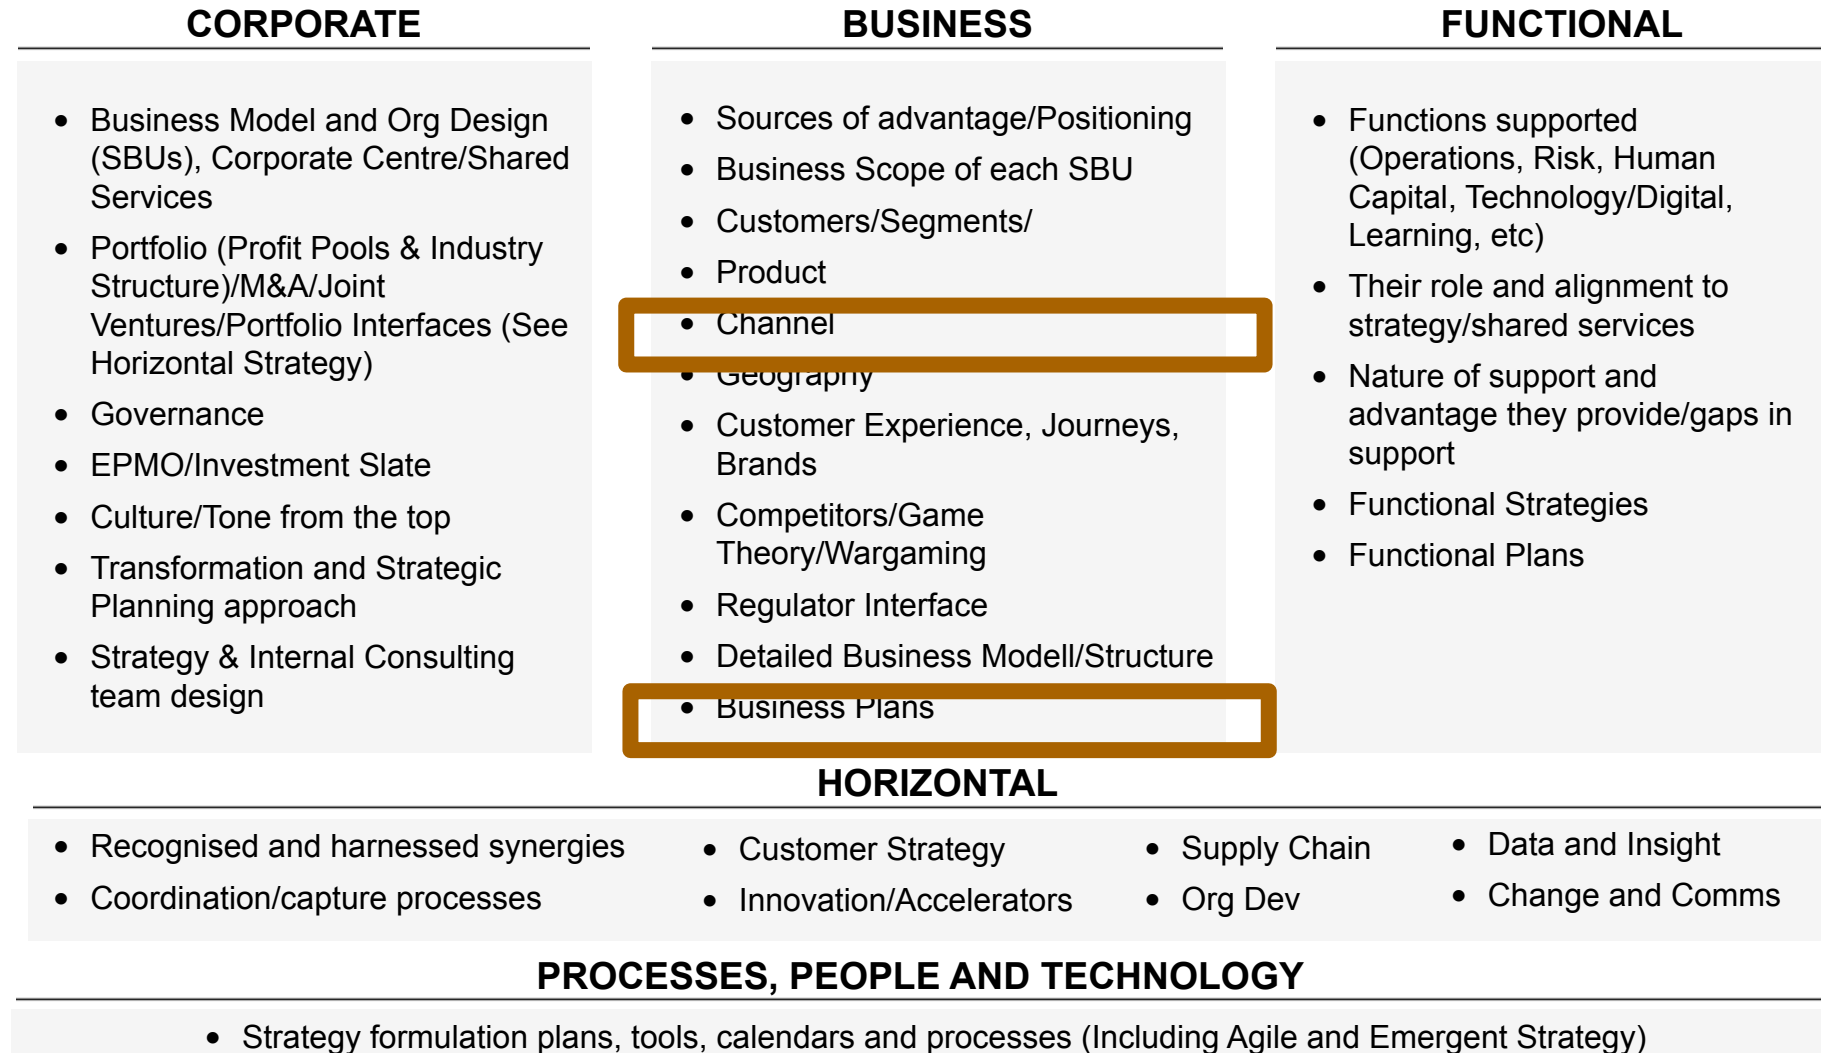 CORPORATE
• Business Model and Org Design
(SBUs), Corporate Centre/Shared
Services
• Portfolio (Profit Pools & Industry
Structure)/M&A/Joint
Ventures/Portfolio Interfaces (See
Horizontal Strategy)
• Governance
• EPMO/Investment Slate
• Culture/Tone from the top
• Transformation and Strategic
Planning approach
• Strategy & Internal Consulting
team design
BUSINESS
• Sources of advantage/Positioning
• Business Scope of each SBU
• Customers/Segments/
• Product
• Channel
• Geography
• Customer Experience, Journeys,
Brands
• Competitors/Game
Theory/Wargaming
• Regulator Interface
• Detailed Business Modell/Structure
• Business Plans
FUNCTIONAL
• Functions supported
(Operations, Risk, Human
Capital, Technology/Digital,
Learning, etc)
• Their role and alignment to
strategy/shared services
• Nature of support and
advantage they provide/gaps in
support
• Functional Strategies
• Functional Plans
HORIZONTAL
• Recognised and harnessed synergies
• Coordination/capture processes
• Customer Strategy
• Innovation/Accelerators
• Supply Chain
• Org Dev
• Data and Insight
• Change and Comms
PROCESSES, PEOPLE AND TECHNOLOGY
• Strategy formulation plans, tools, calendars and processes (Including Agile and Emergent Strategy)